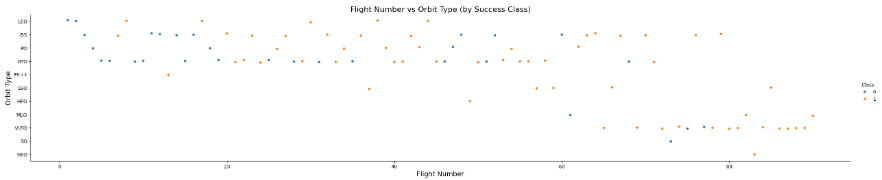 Flight Number vs Orbit Type (by Success Class)
Orbit Type
LEO
ISS
PO
GTO
ES-L1
SSO
HEO
MEO
VLEO
SO
GEO
0 20 40 60 80
Flight Number
Class
0
1